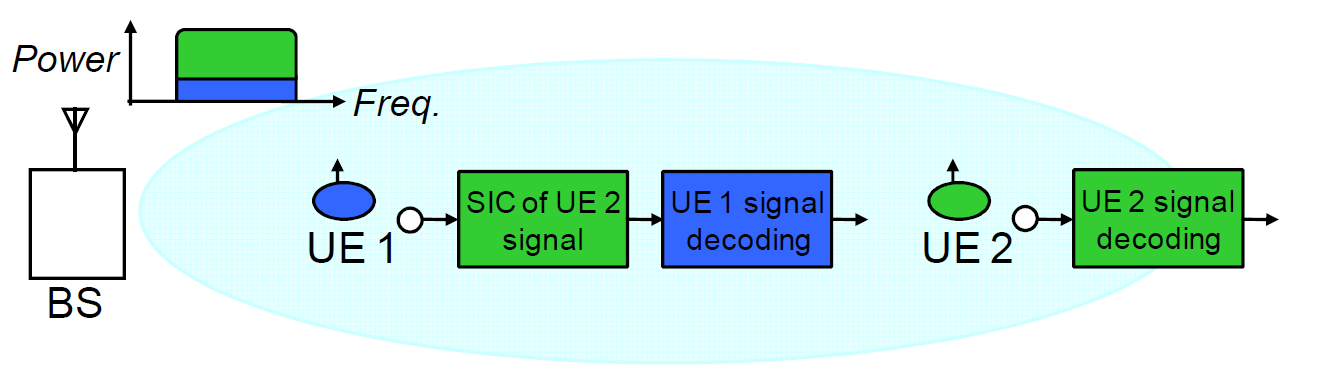 Power
Freq.
BS
UE 1
SIC of UE 2
signal
UE 1 signal
decoding
UE 2
UE 2 signal
decoding